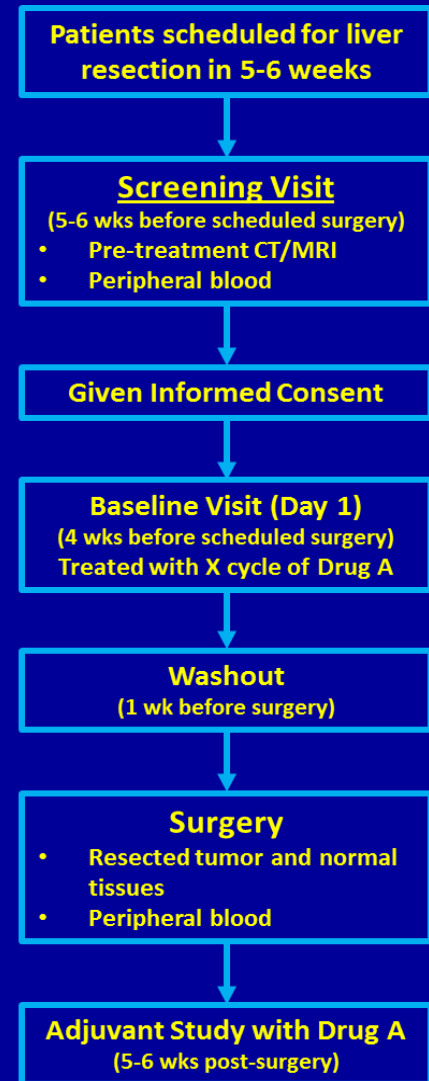 Patients scheduled for liver
resection in 5-6 weeks
Screening Visit
(5-6 wks before scheduled surgery)
• Pre-treatment CT/MRI
• Peripheral blood
Given Informed Consent
Baseline Visit (Day 1)
(4 wks before scheduled surgery)
Treated with X cycle of Drug A
Washout
(1 wk before surgery)
Surgery
• Resected tumor and normal
tissues
• Peripheral blood
Adjuvant Study with Drug A
(5-6 wks post-surgery)